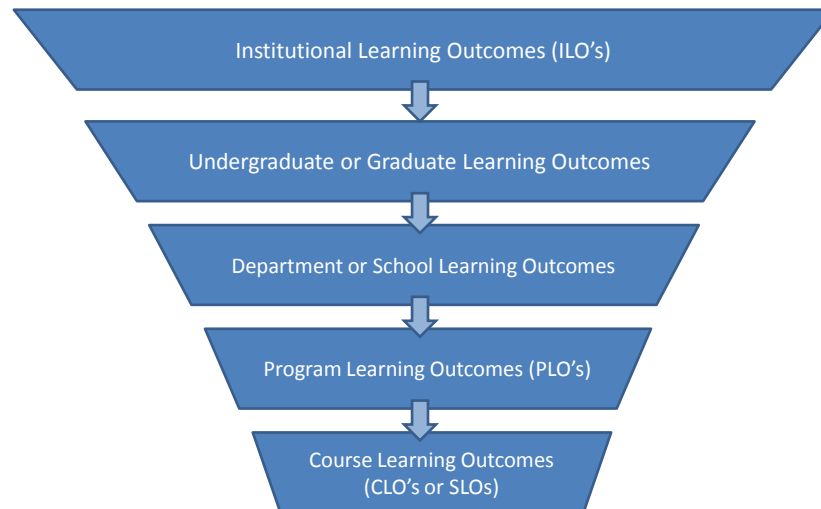 Institutional Learning Outcomes (ILO’s)
Undergraduate or Graduate Learning Outcomes
Department or School Learning Outcomes
Program Learning Outcomes (PLO’s)
Course Learning Outcomes
(CLO’s or SLOs)